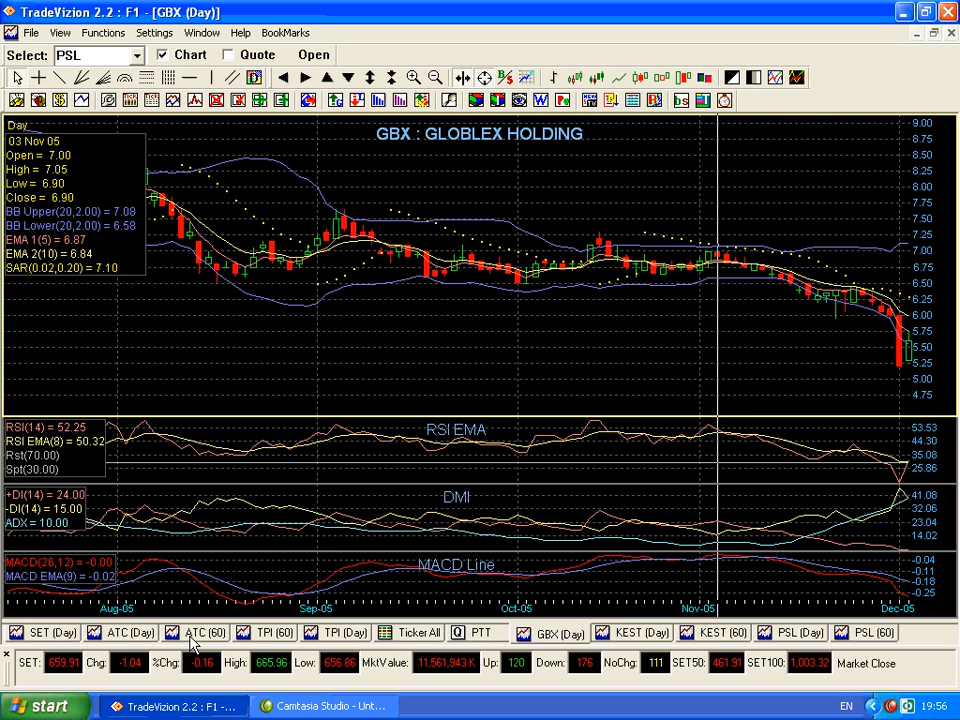 TradeVizion 2.2 : F1 - [GBX (Day)]
File View Functions Settings Window Help BookMarks
Select: PSL Chart Quote Open
Day
03 Nov 05
Open = 7.00
High = 7.05
Low = 6.90
Close = 6.90
BB Upper(20,2.00) = 7.08
BB Lower(20,2.00) = 6.58
EMA 1(5) = 6.87
EMA 2(10) = 6.84
SAR(0.02,0.20) = 7.10
GBX : GLOBLEX HOLDING
9.00
8.75
8.50
8.25
8.00
7.75
7.50
7.25
7.00
6.75
6.50
6.25
6.00
5.75
5.50
5.25
5.00
4.75
RSI(14) = 52.25
RSI EMA(8) = 50.32
Rst(70.00)
Spt(30.00)
RSI EMA
53.53
44.30
35.08
25.86
+DI(14) = 24.00
-DI(14) = 15.00
ADX = 10.00
DMI
41.08
32.06
23.04
14.02
MACD(26,12) = -0.00
MACD EMA(9) = -0.02
MACD Line
-0.04
-0.11
-0.18
-0.25
Aug-05 Sep-05 Oct-05 Nov-05 Dec-05
SET (Day) ATC (Day) ATC (60) TPI (60) TPI (Day) Ticker All Q PTT GBX (Day) KEST (Day) KEST (60) PSL (Day) PSL (60)
SET: 659.91 Chg: -1.04 %Chg: -0.16 High: 665.96 Low: 656.86 MktValue: 11,561,943 K Up: 120 Down: 176 NoChg: 111 SET50: 461.91 SET100: 1,003.32 Market Close
start TradeVizion 2.2 : F1 -... Camtasia Studio - Unt... EN 19:56